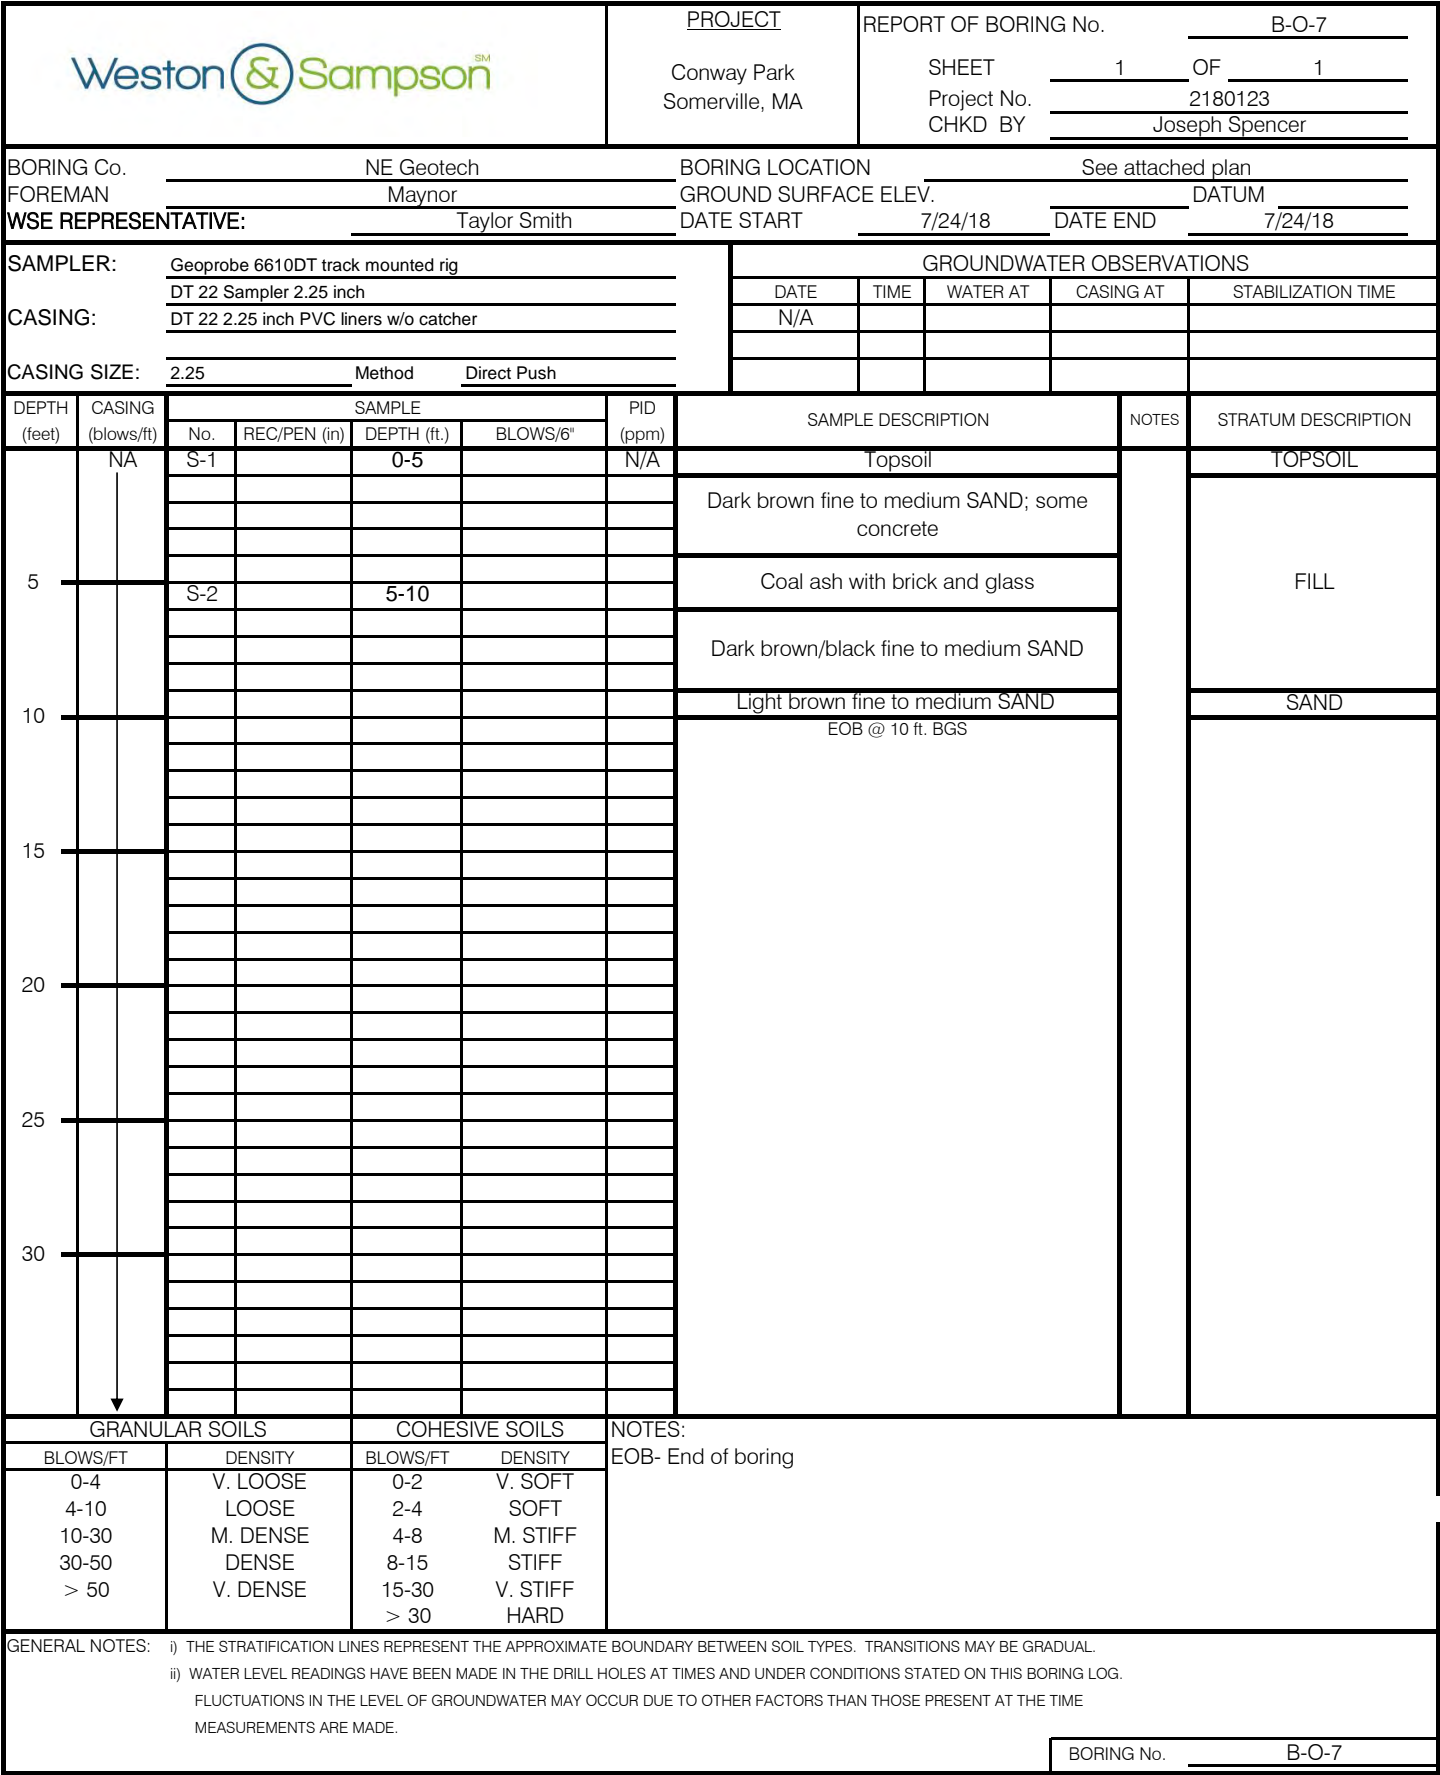 Weston & Sampson SM
PROJECT
Conway Park
Somerville, MA
REPORT OF BORING No. B-O-7
SHEET 1 OF 1
Project No. 2180123
CHKD BY Joseph Spencer
BORING Co. NE Geotech BORING LOCATION See attached plan
FOREMAN Maynor GROUND SURFACE ELEV. DATUM
WSE REPRESENTATIVE: Taylor Smith DATE START 7/24/18 DATE END 7/24/18
SAMPLER: Geoprobe 6610DT track mounted rig
DT 22 Sampler 2.25 inch
CASING: DT 22 2.25 inch PVC liners w/o catcher
CASING SIZE: 2.25 Method Direct Push
GROUNDWATER OBSERVATIONS
DATE TIME WATER AT CASING AT STABILIZATION TIME
N/A
DEPTH CASING SAMPLE PID SAMPLE DESCRIPTION NOTES STRATUM DESCRIPTION
(feet) (blows/ft) No. REC/PEN (in) DEPTH (ft.) BLOWS/6" (ppm)
NA S-1 0-5 N/A Topsoil TOPSOIL
Dark brown fine to medium SAND; some
concrete
5 Coal ash with brick and glass FILL
S-2 5-10
Dark brown/black fine to medium SAND
Light brown fine to medium SAND SAND
10
EOB @ 10 ft. BGS
15
20
25
30
GRANULAR SOILS COHESIVE SOILS NOTES:
BLOWS/FT DENSITY BLOWS/FT DENSITY EOB- End of boring
0-4 V. LOOSE 0-2 V. SOFT
4-10 LOOSE 2-4 SOFT
10-30 M. DENSE 4-8 M. STIFF
30-50 DENSE 8-15 STIFF
> 50 V. DENSE 15-30 V. STIFF
> 30 HARD
GENERAL NOTES: i) THE STRATIFICATION LINES REPRESENT THE APPROXIMATE BOUNDARY BETWEEN SOIL TYPES. TRANSITIONS MAY BE GRADUAL.
ii) WATER LEVEL READINGS HAVE BEEN MADE IN THE DRILL HOLES AT TIMES AND UNDER CONDITIONS STATED ON THIS BORING LOG.
FLUCTUATIONS IN THE LEVEL OF GROUNDWATER MAY OCCUR DUE TO OTHER FACTORS THAN THOSE PRESENT AT THE TIME
MEASUREMENTS ARE MADE.
BORING No. B-O-7